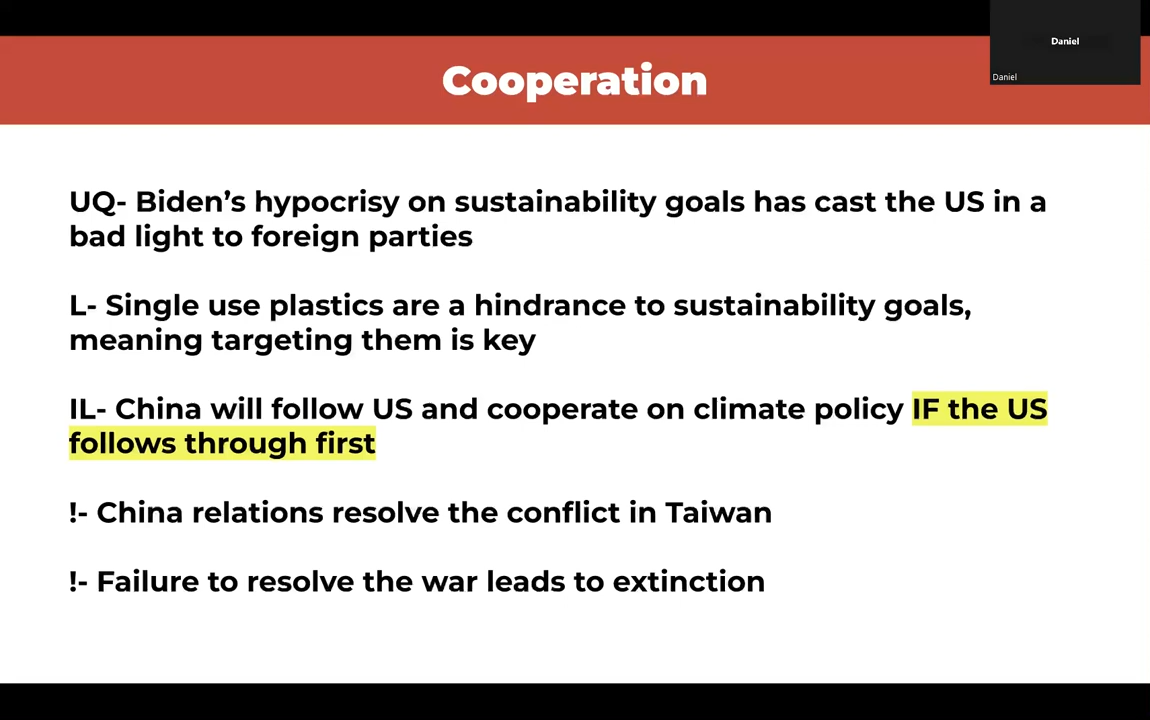 Daniel
Daniel
Cooperation
UQ- Biden’s hypocrisy on sustainability goals has cast the US in a
bad light to foreign parties
L- Single use plastics are a hindrance to sustainability goals,
meaning targeting them is key
IL- China will follow US and cooperate on climate policy IF the US
follows through first
!- China relations resolve the conflict in Taiwan
!- Failure to resolve the war leads to extinction